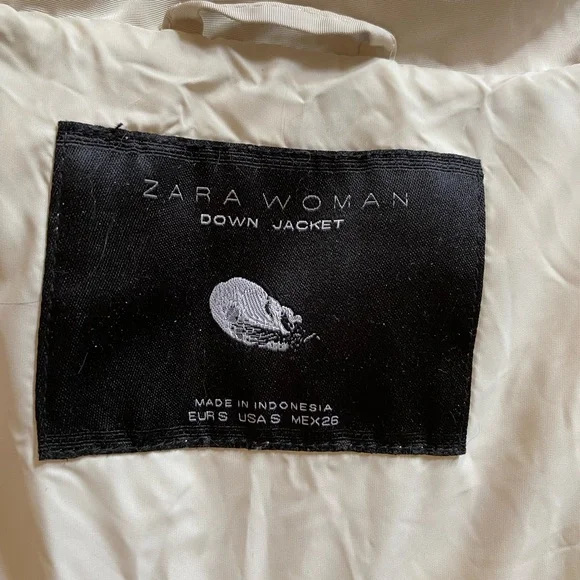 ZARA WOMAN
DOWN JACKET
MADE IN INDONESIA
EUR S USA S MEX 26